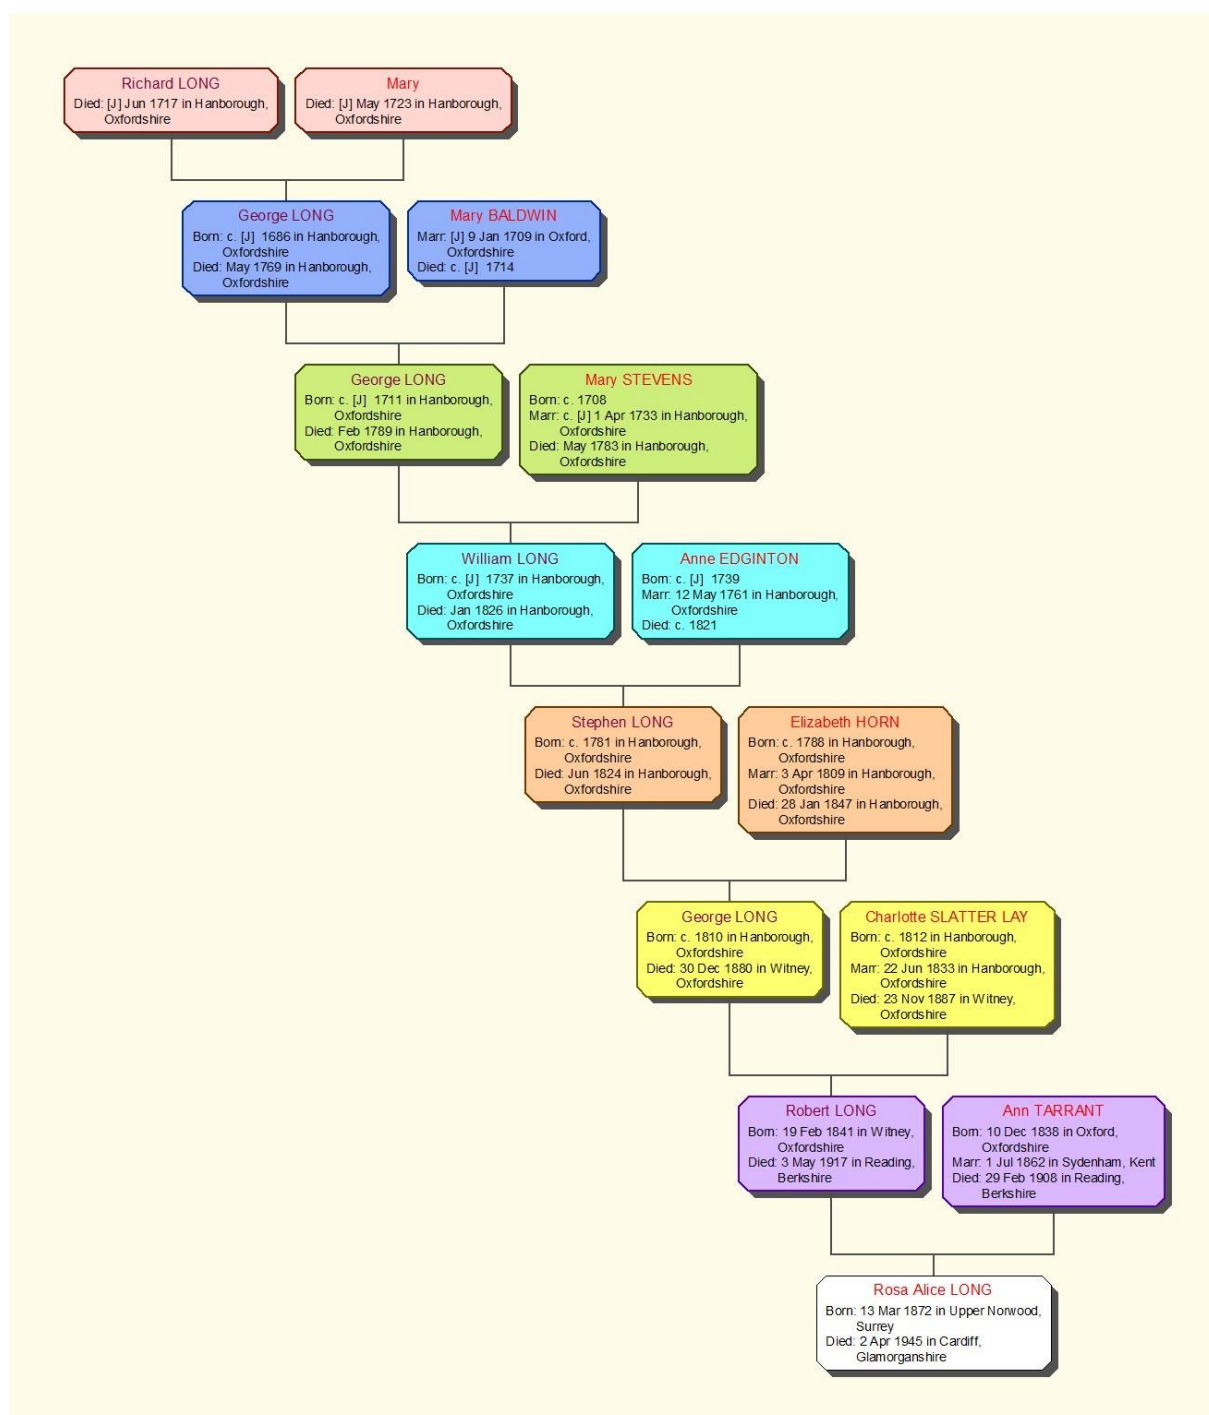 Richard LONG
Died: [J] Jun 1717 in Hanborough,
Oxfordshire
Mary
Died: [J] May 1723 in Hanborough,
Oxfordshire
George LONG
Born: c. [J]  1686 in Hanborough,
Oxfordshire
Died: May 1769 in Hanborough,
Oxfordshire
Mary BALDWIN
Marr: [J] 9 Jan 1709 in Oxford,
Oxfordshire
Died: c. [J]  1714
George LONG
Born: c. [J]  1711 in Hanborough,
Oxfordshire
Died: Feb 1789 in Hanborough,
Oxfordshire
Mary STEVENS
Born: c. 1708
Marr: c. [J] 1 Apr 1733 in Hanborough,
Oxfordshire
Died: May 1783 in Hanborough,
Oxfordshire
William LONG
Born: c. [J]  1737 in Hanborough,
Oxfordshire
Died: Jan 1826 in Hanborough,
Oxfordshire
Anne EDGINTON
Born: c. [J]  1739
Marr: 12 May 1761 in Hanborough,
Oxfordshire
Died: c. 1821
Stephen LONG
Born: c. 1781 in Hanborough,
Oxfordshire
Died: Jun 1824 in Hanborough,
Oxfordshire
Elizabeth HORN
Born: c. 1788 in Hanborough,
Oxfordshire
Marr: 3 Apr 1809 in Hanborough,
Oxfordshire
Died: 28 Jan 1847 in Hanborough,
Oxfordshire
George LONG
Born: c. 1810 in Hanborough,
Oxfordshire
Died: 30 Dec 1880 in Witney,
Oxfordshire
Charlotte SLATTER LAY
Born: c. 1812 in Hanborough,
Oxfordshire
Marr: 22 Jun 1833 in Hanborough,
Oxfordshire
Died: 23 Nov 1887 in Witney,
Oxfordshire
Robert LONG
Born: 19 Feb 1841 in Witney,
Oxfordshire
Died: 3 May 1917 in Reading,
Berkshire
Ann TARRANT
Born: 10 Dec 1838 in Oxford,
Oxfordshire
Marr: 1 Jul 1862 in Sydenham, Kent
Died: 29 Feb 1908 in Reading,
Berkshire
Rosa Alice LONG
Born: 13 Mar 1872 in Upper Norwood,
Surrey
Died: 2 Apr 1945 in Cardiff,
Glamorganshire